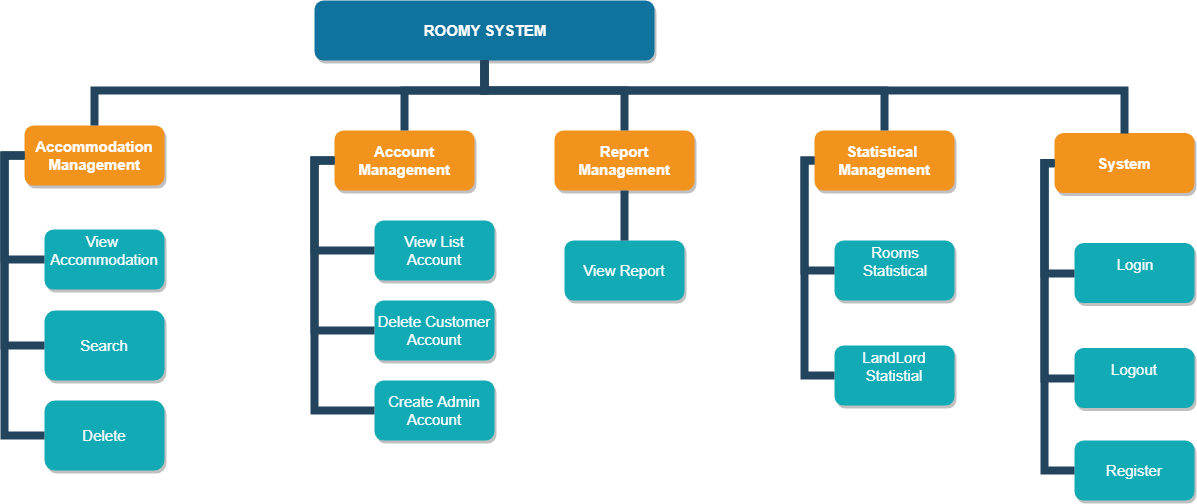 ROOMY SYSTEM
Accommodation
Management
View
Accommodation
Search
Delete
Account
Management
View List
Account
Delete Customer
Account
Create Admin
Account
Report
Management
View Report
Statistical
Management
Rooms
Statistical
LandLord
Statistial
System
Login
Logout
Register